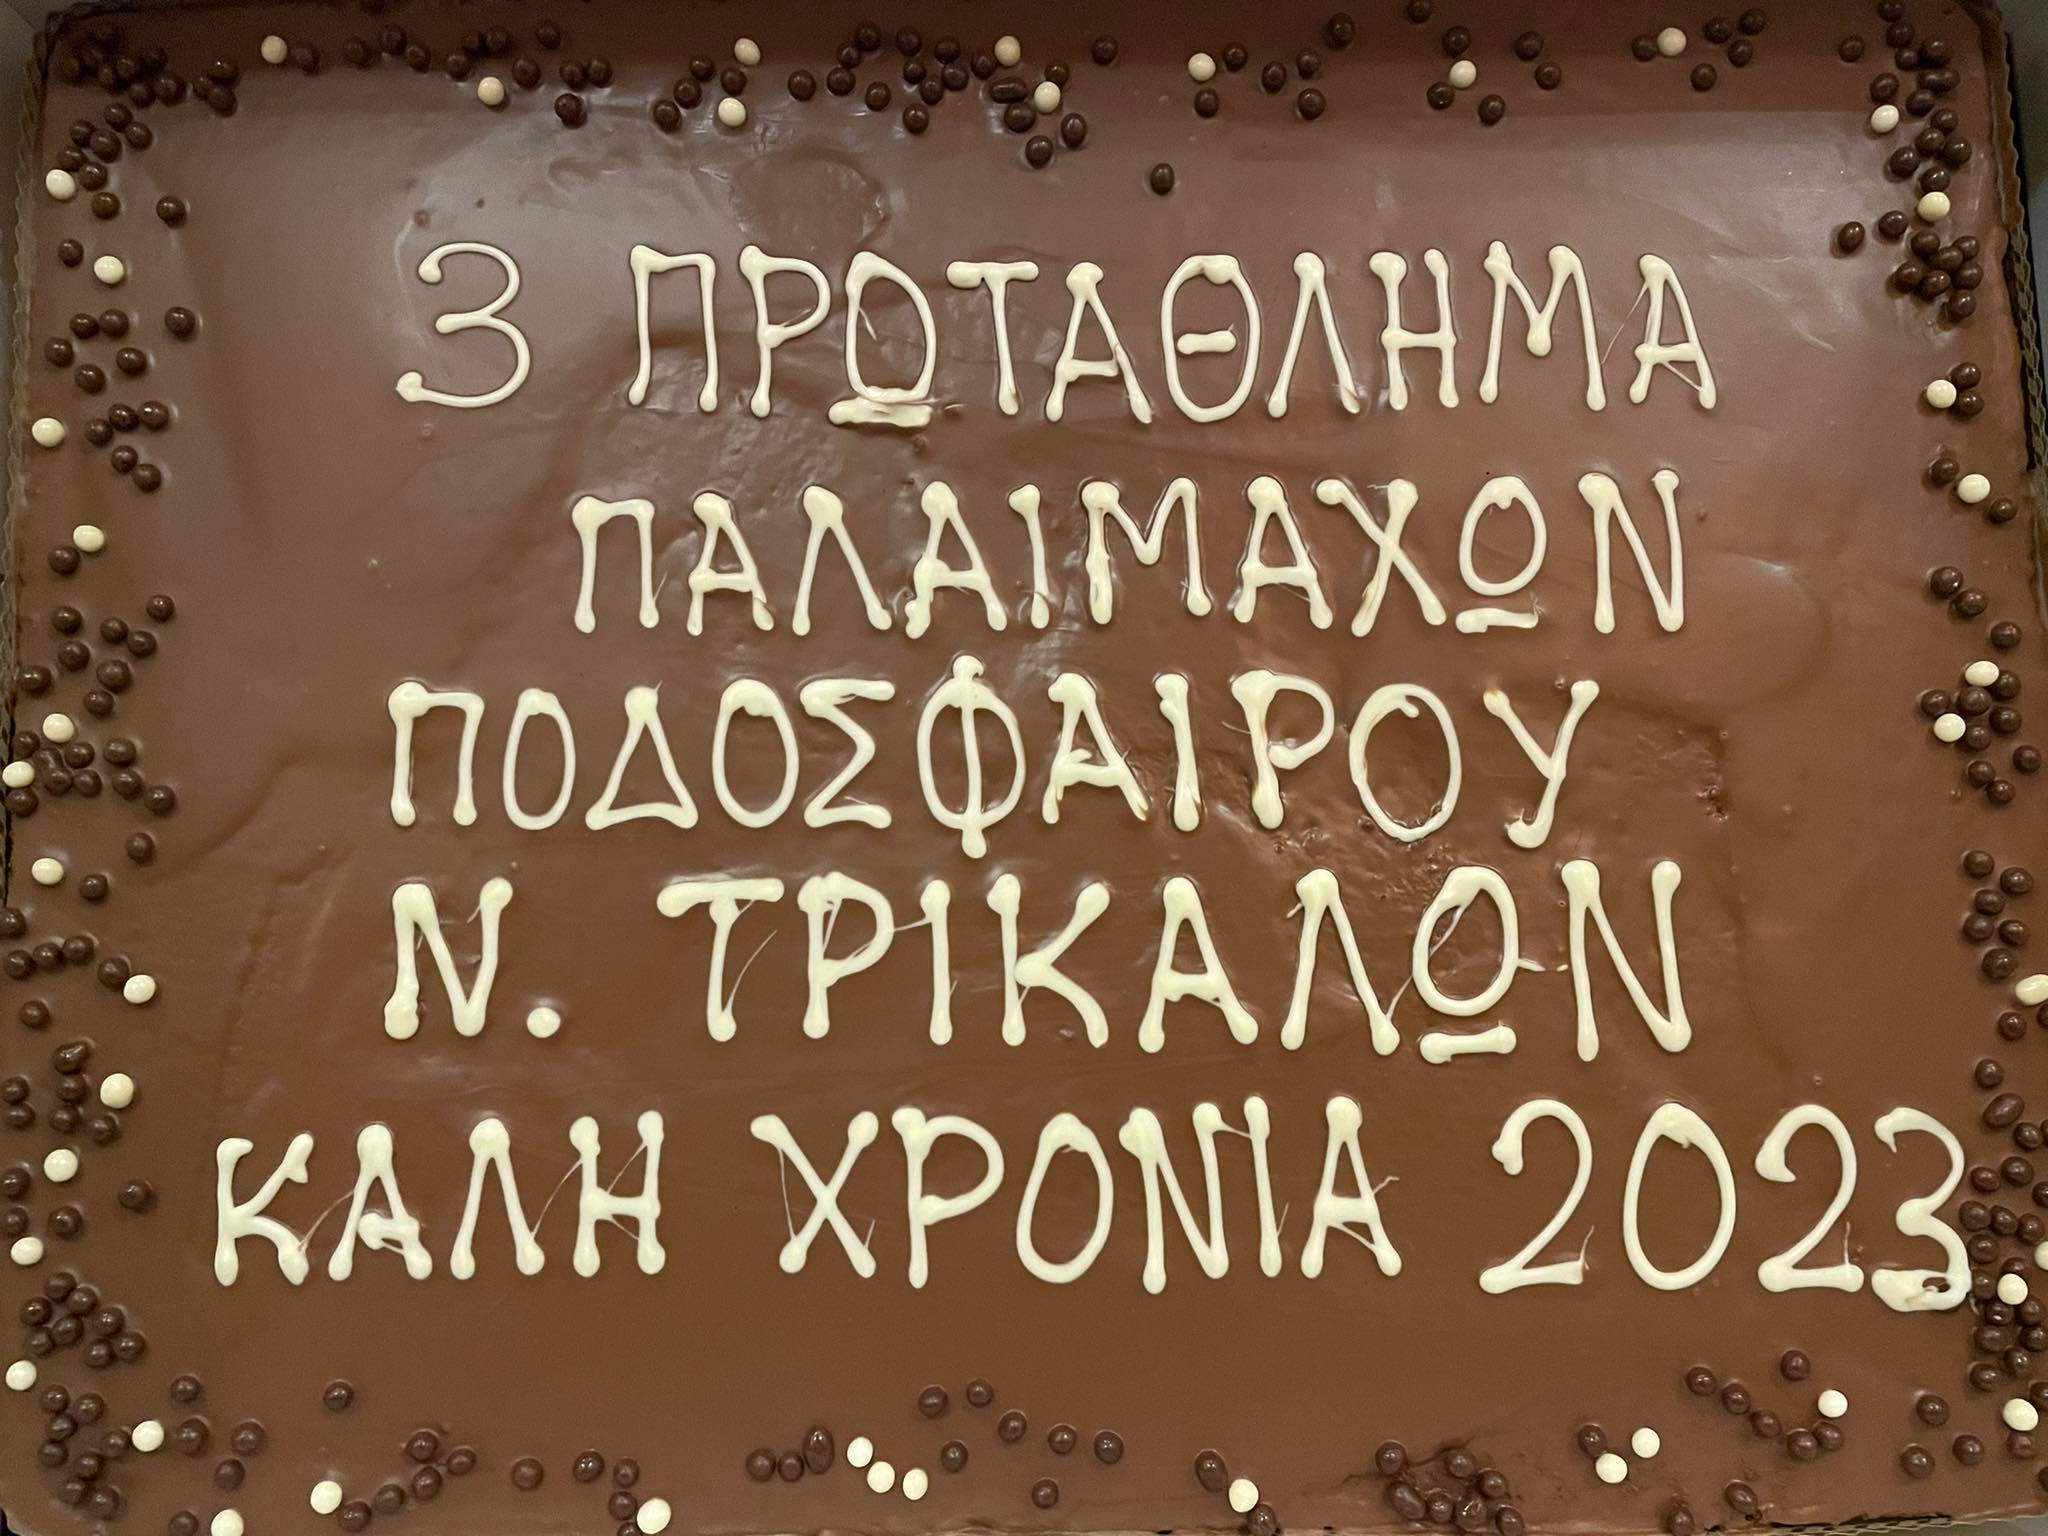 3 ΠΡΩΤΑΘΛΗΜΑ
ΠΑΛΑΙΜΑΧΩΝ
ΠΟΔΟΣΦΑΙΡΟΥ
Ν. ΤΡΙΚΑΛΩΝ
ΚΑΛΗ ΧΡΟΝΙΑ 2023